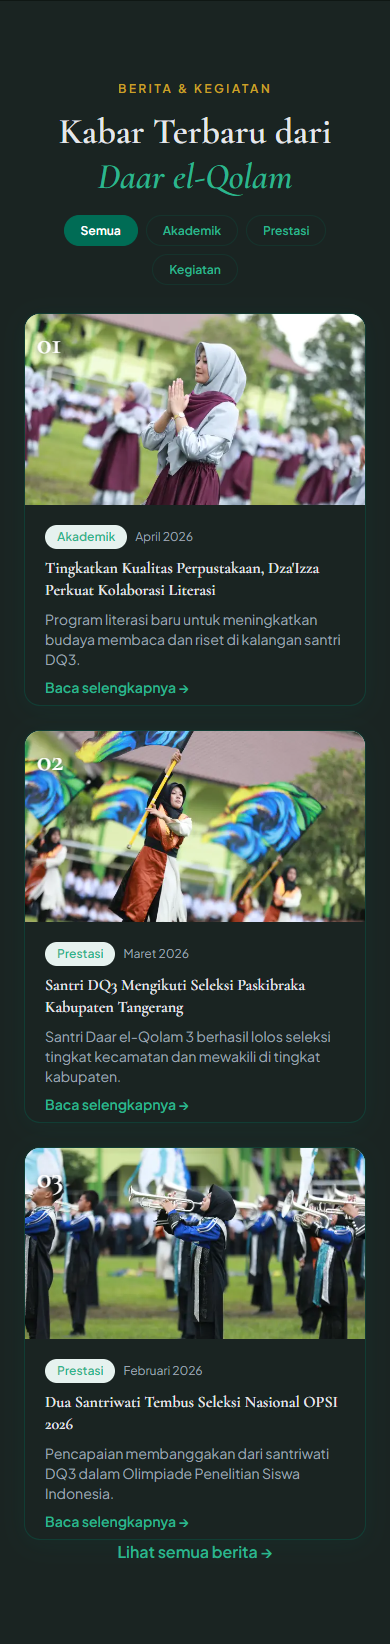 BERITA & KEGIATAN
Kabar Terbaru dari
Daar el-Qolam
Semua
Akademik
Prestasi
Kegiatan
01
Akademik
April 2026
Tingkatkan Kualitas Perpustakaan, Dza'Izza
Perkuat Kolaborasi Literasi
Program literasi baru untuk meningkatkan
budaya membaca dan riset di kalangan santri
DQ3.
Baca selengkapnya →
02
Prestasi
Maret 2026
Santri DQ3 Mengikuti Seleksi Paskibraka
Kabupaten Tangerang
Santri Daar el-Qolam 3 berhasil lolos seleksi
tingkat kecamatan dan mewakili di tingkat
kabupaten.
Baca selengkapnya →
03
Prestasi
Februari 2026
Dua Santriwati Tembus Seleksi Nasional OPSI
2026
Pencapaian membanggakan dari santriwati
DQ3 dalam Olimpiade Penelitian Siswa
Indonesia.
Baca selengkapnya →
Lihat semua berita →